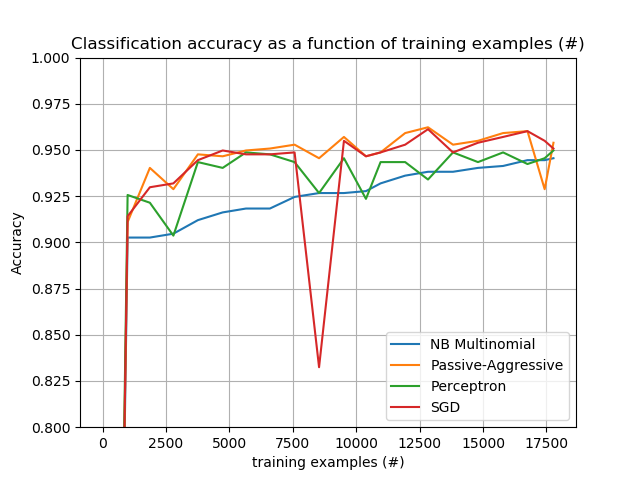 Classification accuracy as a function of training examples (#)
1.000
0.975
0.950
0.925
0.900
0.875
0.850
0.825
0.800
Accuracy
NB Multinomial
Passive-Aggressive
Perceptron
SGD
0 2500 5000 7500 10000 12500 15000 17500
training examples (#)